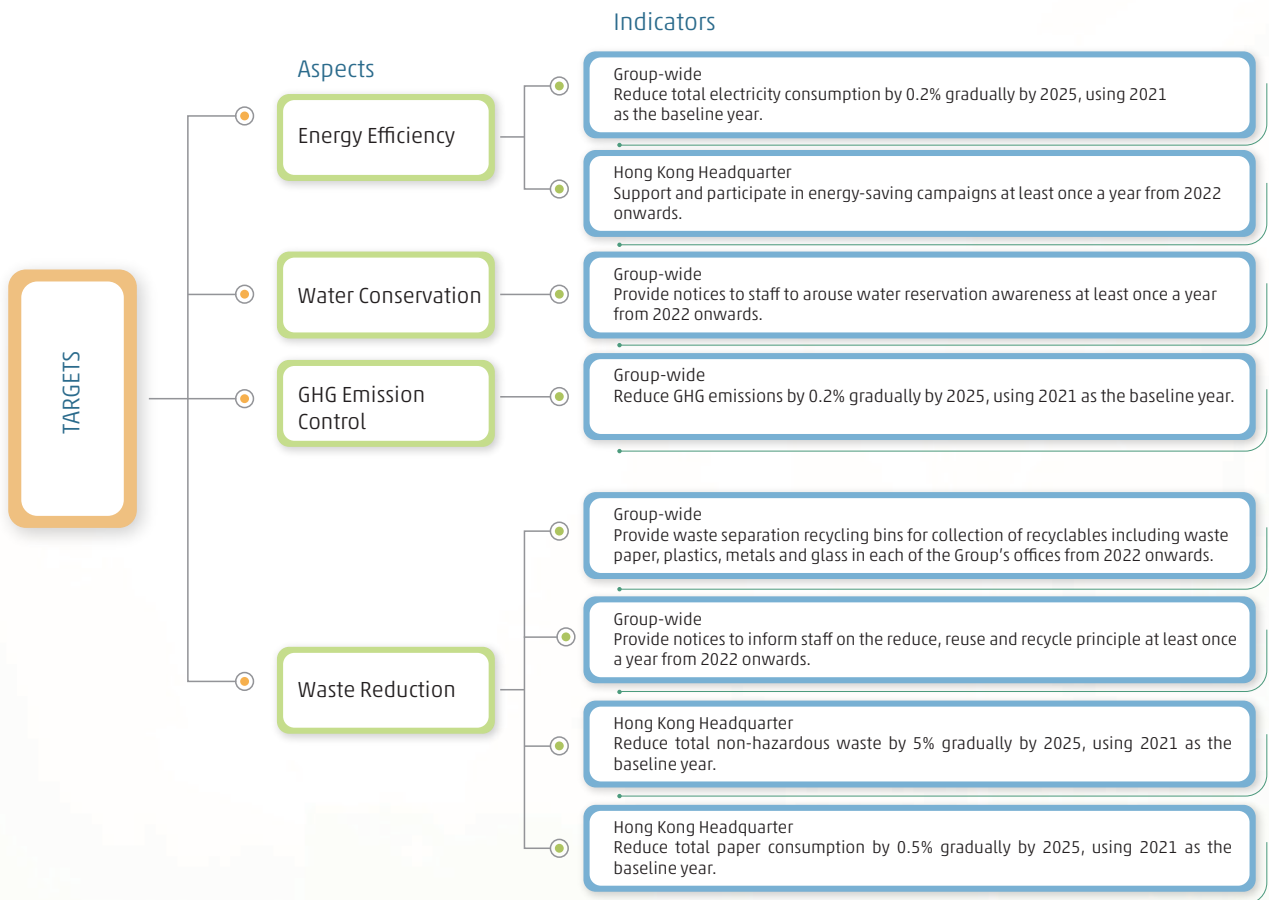 Indicators
Aspects
TARGETS
Energy Efficiency
Group-wide
Reduce total electricity consumption by 0.2% gradually by 2025, using 2021
as the baseline year.
Hong Kong Headquarter
Support and participate in energy-saving campaigns at least once a year from 2022
onwards.
Water Conservation
Group-wide
Provide notices to staff to arouse water reservation awareness at least once a year
from 2022 onwards.
GHG Emission
Control
Group-wide
Reduce GHG emissions by 0.2% gradually by 2025, using 2021 as the baseline year.
Waste Reduction
Group-wide
Provide waste separation recycling bins for collection of recyclables including waste
paper, plastics, metals and glass in each of the Group's offices from 2022 onwards.
Group-wide
Provide notices to inform staff on the reduce, reuse and recycle principle at least once
a year from 2022 onwards.
Hong Kong Headquarter
Reduce total non-hazardous waste by 5% gradually by 2025, using 2021 as the
baseline year.
Hong Kong Headquarter
Reduce total paper consumption by 0.5% gradually by 2025, using 2021 as the
baseline year.